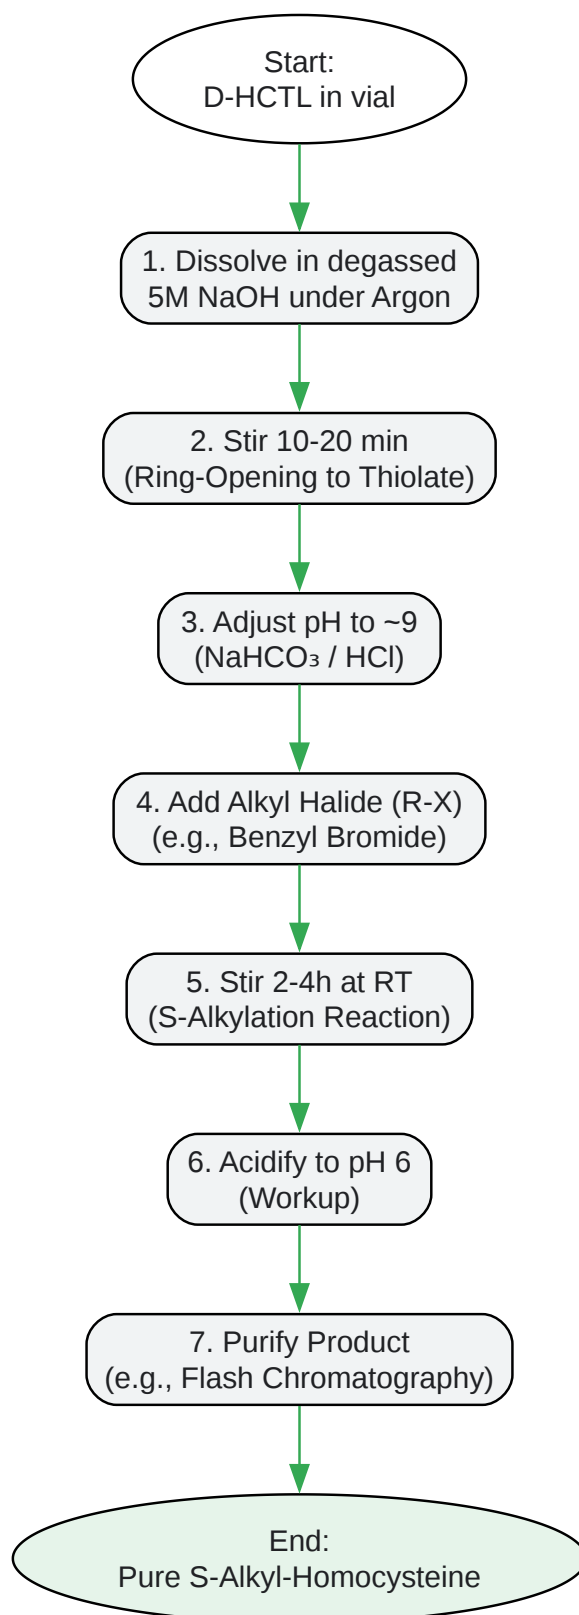 Start:
D-HCTL in vial
1. Dissolve in degassed
5M NaOH under Argon
2. Stir 10-20 min
(Ring-Opening to Thiolate)
3. Adjust pH to ~9
(NaHCO₃ / HCl)
4. Add Alkyl Halide (R-X)
(e.g., Benzyl Bromide)
5. Stir 2-4h at RT
(S-Alkylation Reaction)
6. Acidify to pH 6
(Workup)
7. Purify Product
(e.g., Flash Chromatography)
End:
Pure S-Alkyl-Homocysteine